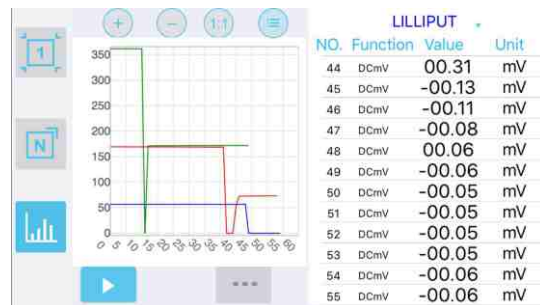 + − 1:1
1
N
350
300
250
200
150
100
50
0
0 5 10 15 20 25 30 35 40 45 50 55 60
LILLIPUT
NO. Function Value Unit
44 DCmV 00.31 mV
45 DCmV -00.13 mV
46 DCmV -00.11 mV
47 DCmV -00.08 mV
48 DCmV 00.06 mV
49 DCmV -00.06 mV
50 DCmV -00.05 mV
51 DCmV -00.05 mV
52 DCmV -00.05 mV
53 DCmV -00.05 mV
54 DCmV -00.06 mV
55 DCmV -00.06 mV